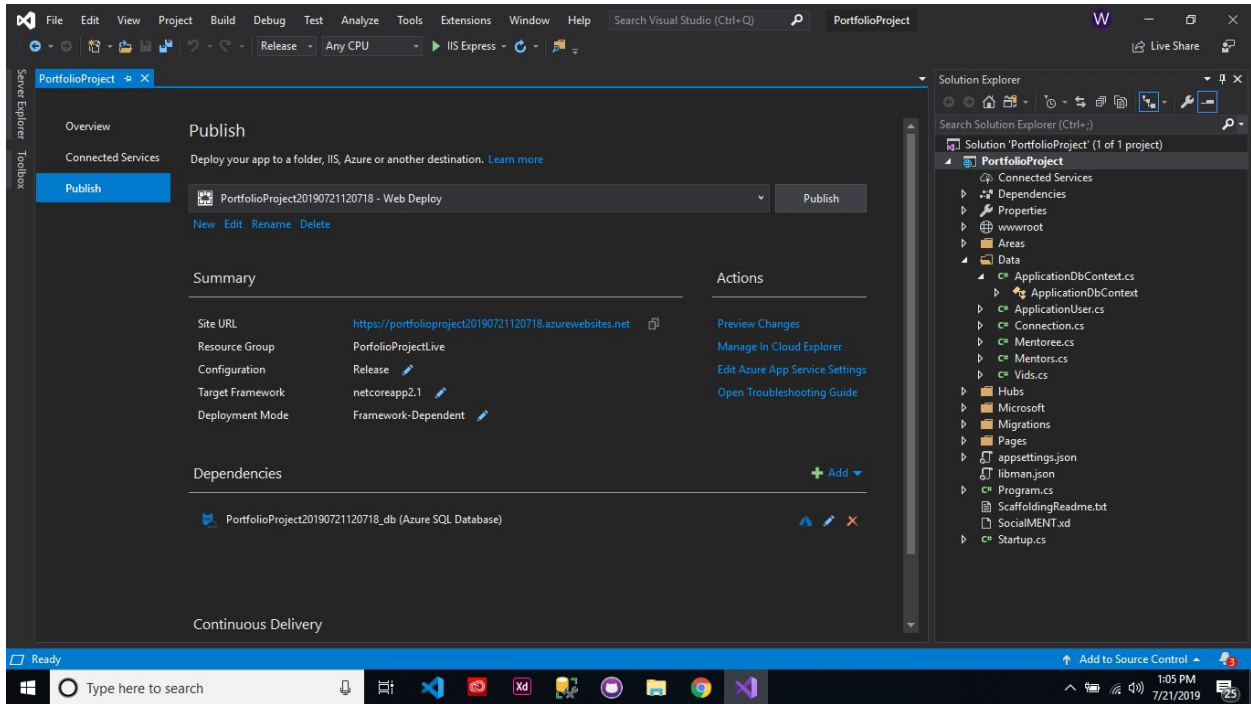 File Edit View Project Build Debug Test Analyze Tools Extensions Window Help Search Visual Studio (Ctrl+Q) PortfolioProject W
Release Any CPU IIS Express Live Share
Server Explorer
Toolbox
PortfolioProject
Overview
Connected Services
Publish
Publish
Deploy your app to a folder, IIS, Azure or another destination. Learn more
PortfolioProject20190721120718 - Web Deploy Publish
New Edit Rename Delete
Summary
Site URL https://portfolioproject20190721120718.azurewebsites.net
Resource Group PorfolioProjectLive
Configuration Release
Target Framework netcoreapp2.1
Deployment Mode Framework-Dependent
Actions
Preview Changes
Manage In Cloud Explorer
Edit Azure App Service Settings
Open Troubleshooting Guide
Dependencies Add
PortfolioProject20190721120718_db (Azure SQL Database)
Continuous Delivery
Solution Explorer
Search Solution Explorer (Ctrl+;)
Solution 'PortfolioProject' (1 of 1 project)
PortfolioProject
Connected Services
Dependencies
Properties
wwwroot
Areas
Data
C# ApplicationDbContext.cs
ApplicationDbContext
C# ApplicationUser.cs
C# Connection.cs
C# Mentoree.cs
C# Mentors.cs
C# Vids.cs
Hubs
Microsoft
Migrations
Pages
appsettings.json
libman.json
C# Program.cs
ScaffoldingReadme.txt
SocialMENT.xd
C# Startup.cs
Ready Add to Source Control 3
Type here to search Xd 1:05 PM
7/21/2019 25